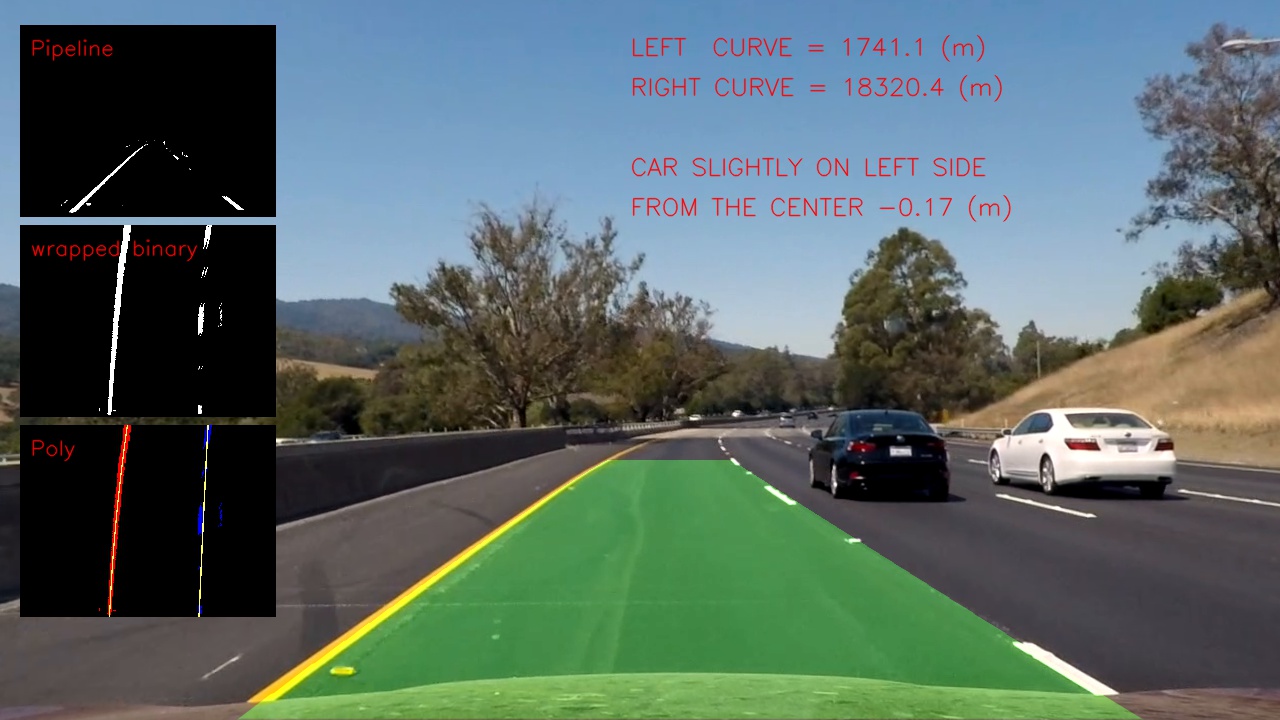 Pipeline
wrapped binary
Poly
LEFT CURVE = 1741.1 (m)
RIGHT CURVE = 18320.4 (m)
CAR SLIGHTLY ON LEFT SIDE
FROM THE CENTER -0.17 (m)